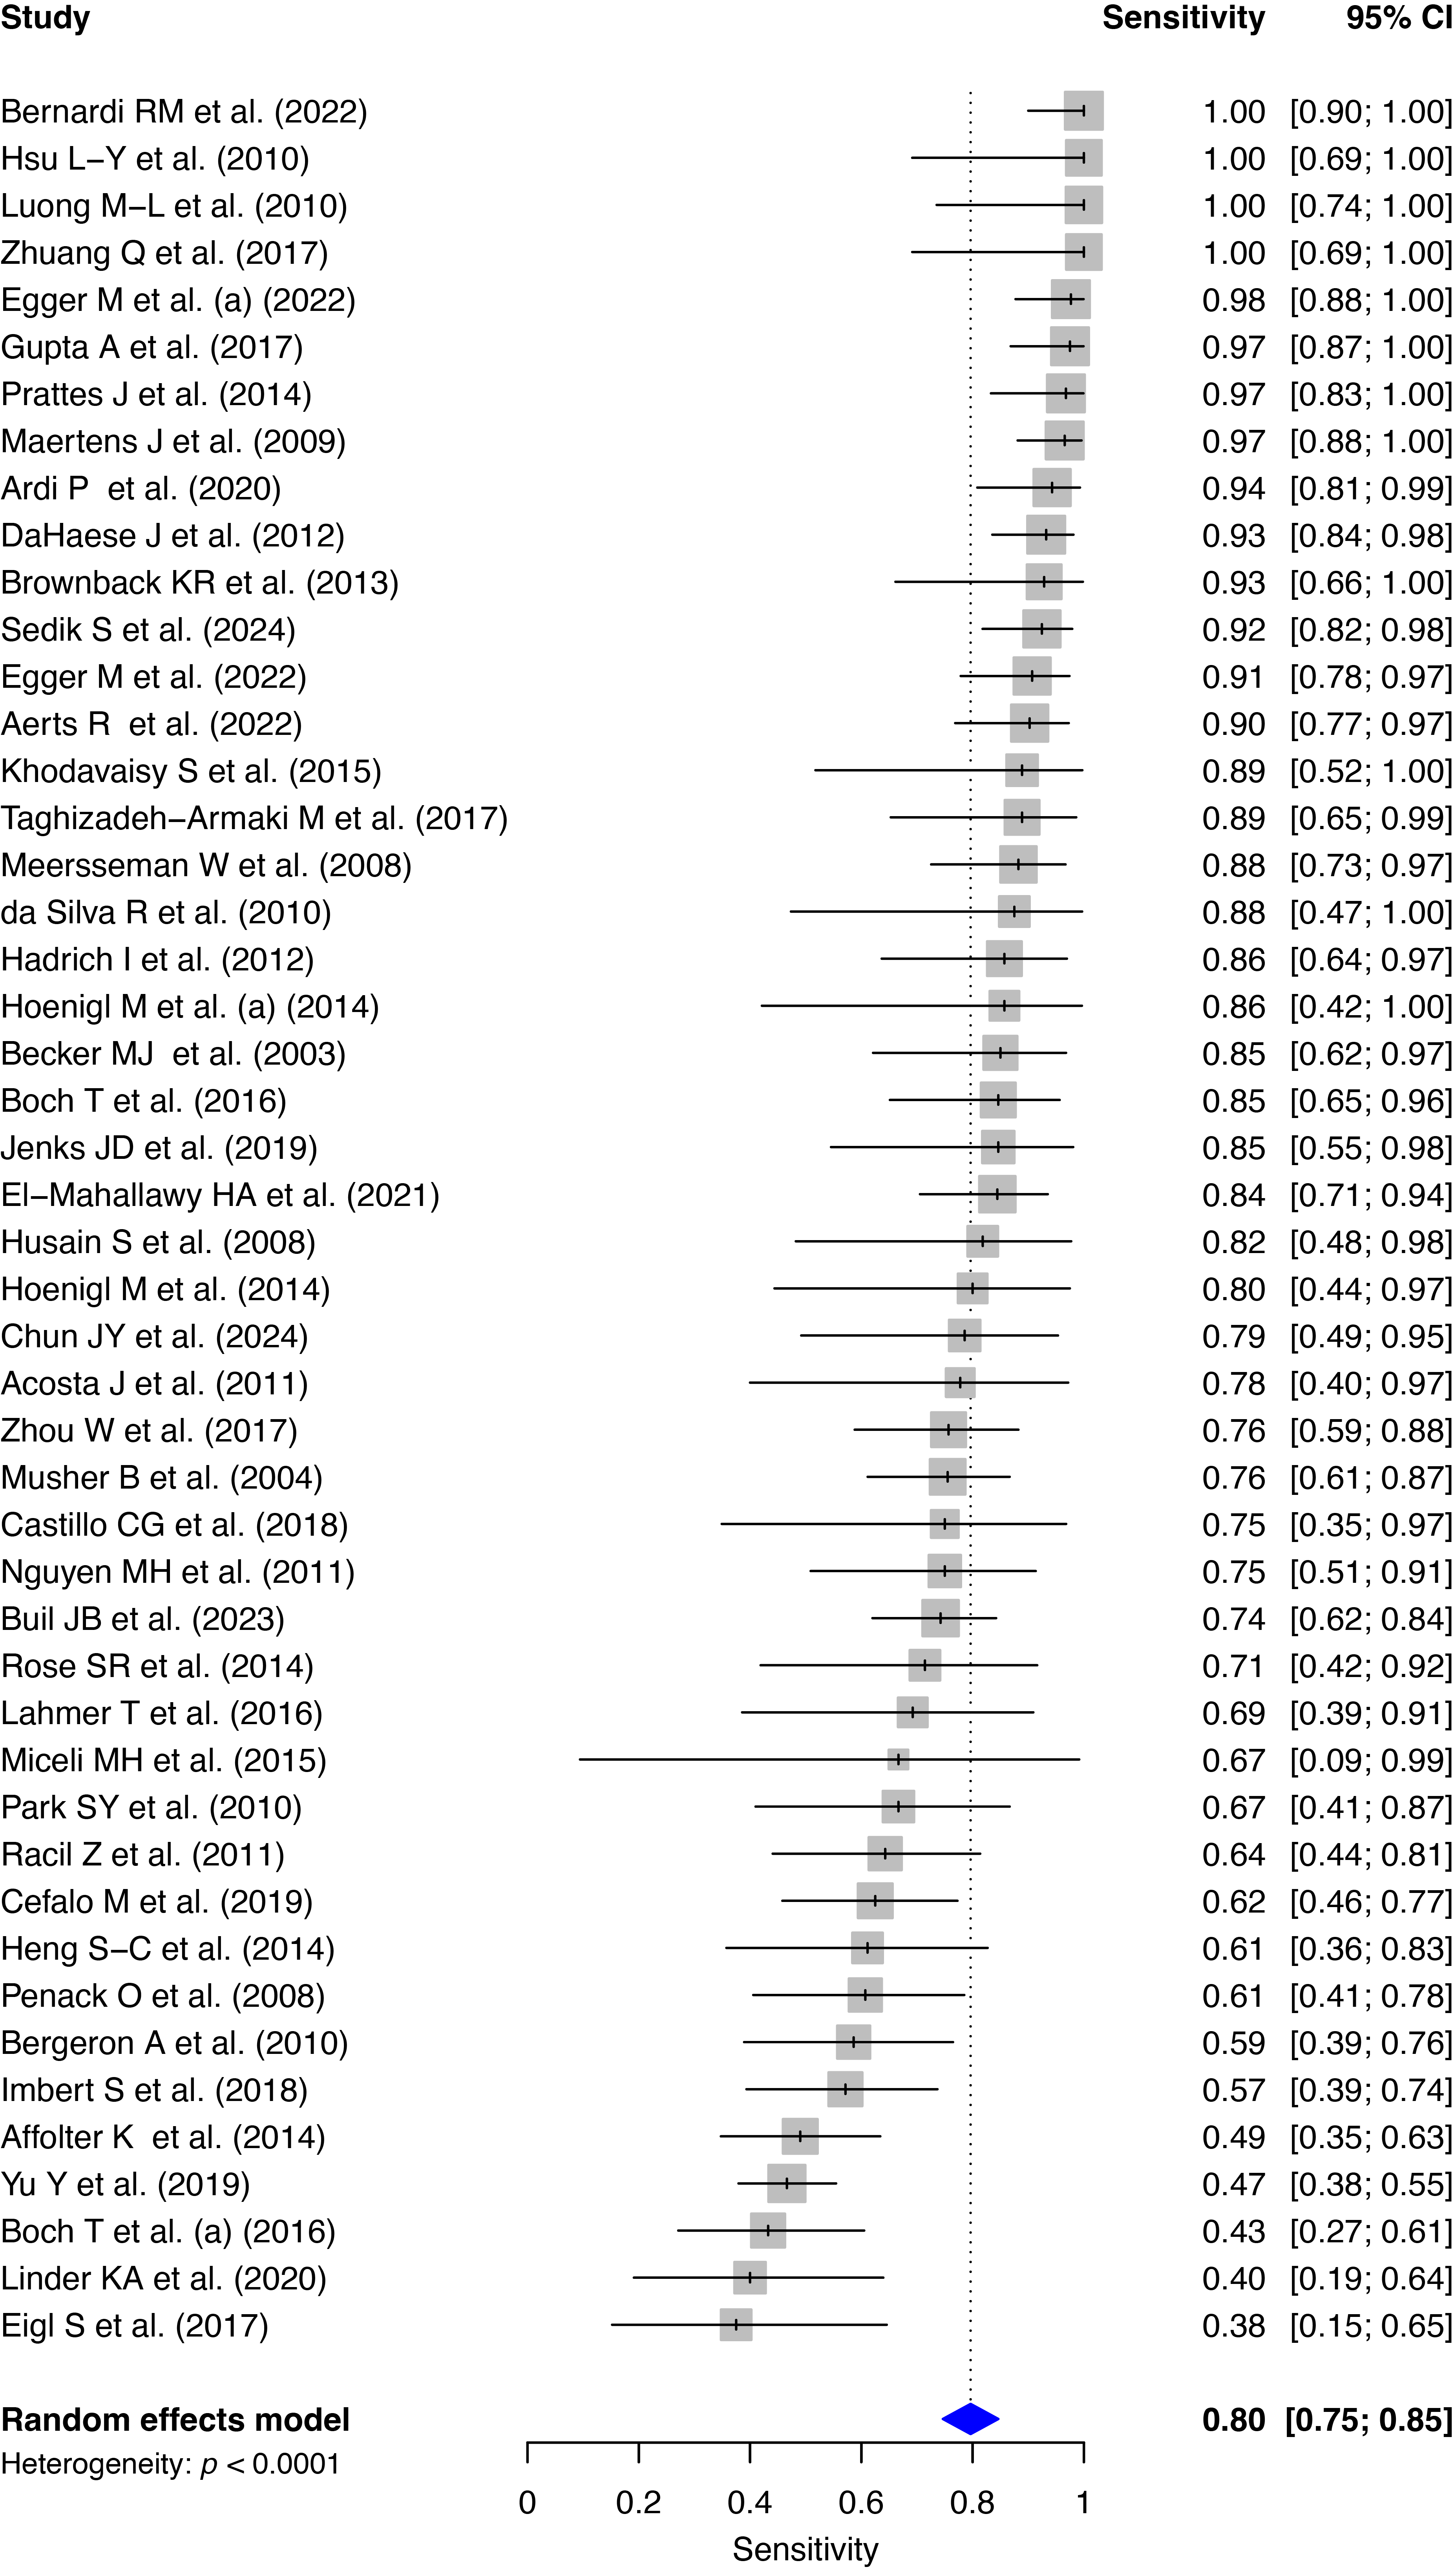 Study Sensitivity 95% CI
Bernardi RM et al. (2022) 1.00 [0.90; 1.00]
Hsu L−Y et al. (2010) 1.00 [0.69; 1.00]
Luong M−L et al. (2010) 1.00 [0.74; 1.00]
Zhuang Q et al. (2017) 1.00 [0.69; 1.00]
Egger M et al. (a) (2022) 0.98 [0.88; 1.00]
Gupta A et al. (2017) 0.97 [0.87; 1.00]
Prattes J et al. (2014) 0.97 [0.83; 1.00]
Maertens J et al. (2009) 0.97 [0.88; 1.00]
Ardi P  et al. (2020) 0.94 [0.81; 0.99]
DaHaese J et al. (2012) 0.93 [0.84; 0.98]
Brownback KR et al. (2013) 0.93 [0.66; 1.00]
Sedik S et al. (2024) 0.92 [0.82; 0.98]
Egger M et al. (2022) 0.91 [0.78; 0.97]
Aerts R  et al. (2022) 0.90 [0.77; 0.97]
Khodavaisy S et al. (2015) 0.89 [0.52; 1.00]
Taghizadeh−Armaki M et al. (2017) 0.89 [0.65; 0.99]
Meersseman W et al. (2008) 0.88 [0.73; 0.97]
da Silva R et al. (2010) 0.88 [0.47; 1.00]
Hadrich I et al. (2012) 0.86 [0.64; 0.97]
Hoenigl M et al. (a) (2014) 0.86 [0.42; 1.00]
Becker MJ  et al. (2003) 0.85 [0.62; 0.97]
Boch T et al. (2016) 0.85 [0.65; 0.96]
Jenks JD et al. (2019) 0.85 [0.55; 0.98]
El−Mahallawy HA et al. (2021) 0.84 [0.71; 0.94]
Husain S et al. (2008) 0.82 [0.48; 0.98]
Hoenigl M et al. (2014) 0.80 [0.44; 0.97]
Chun JY et al. (2024) 0.79 [0.49; 0.95]
Acosta J et al. (2011) 0.78 [0.40; 0.97]
Zhou W et al. (2017) 0.76 [0.59; 0.88]
Musher B et al. (2004) 0.76 [0.61; 0.87]
Castillo CG et al. (2018) 0.75 [0.35; 0.97]
Nguyen MH et al. (2011) 0.75 [0.51; 0.91]
Buil JB et al. (2023) 0.74 [0.62; 0.84]
Rose SR et al. (2014) 0.71 [0.42; 0.92]
Lahmer T et al. (2016) 0.69 [0.39; 0.91]
Miceli MH et al. (2015) 0.67 [0.09; 0.99]
Park SY et al. (2010) 0.67 [0.41; 0.87]
Racil Z et al. (2011) 0.64 [0.44; 0.81]
Cefalo M et al. (2019) 0.62 [0.46; 0.77]
Heng S−C et al. (2014) 0.61 [0.36; 0.83]
Penack O et al. (2008) 0.61 [0.41; 0.78]
Bergeron A et al. (2010) 0.59 [0.39; 0.76]
Imbert S et al. (2018) 0.57 [0.39; 0.74]
Affolter K  et al. (2014) 0.49 [0.35; 0.63]
Yu Y et al. (2019) 0.47 [0.38; 0.55]
Boch T et al. (a) (2016) 0.43 [0.27; 0.61]
Linder KA et al. (2020) 0.40 [0.19; 0.64]
Eigl S et al. (2017) 0.38 [0.15; 0.65]
Random effects model 0.80 [0.75; 0.85]
Heterogeneity: p < 0.0001
0 0.2 0.4 0.6 0.8 1
Sensitivity